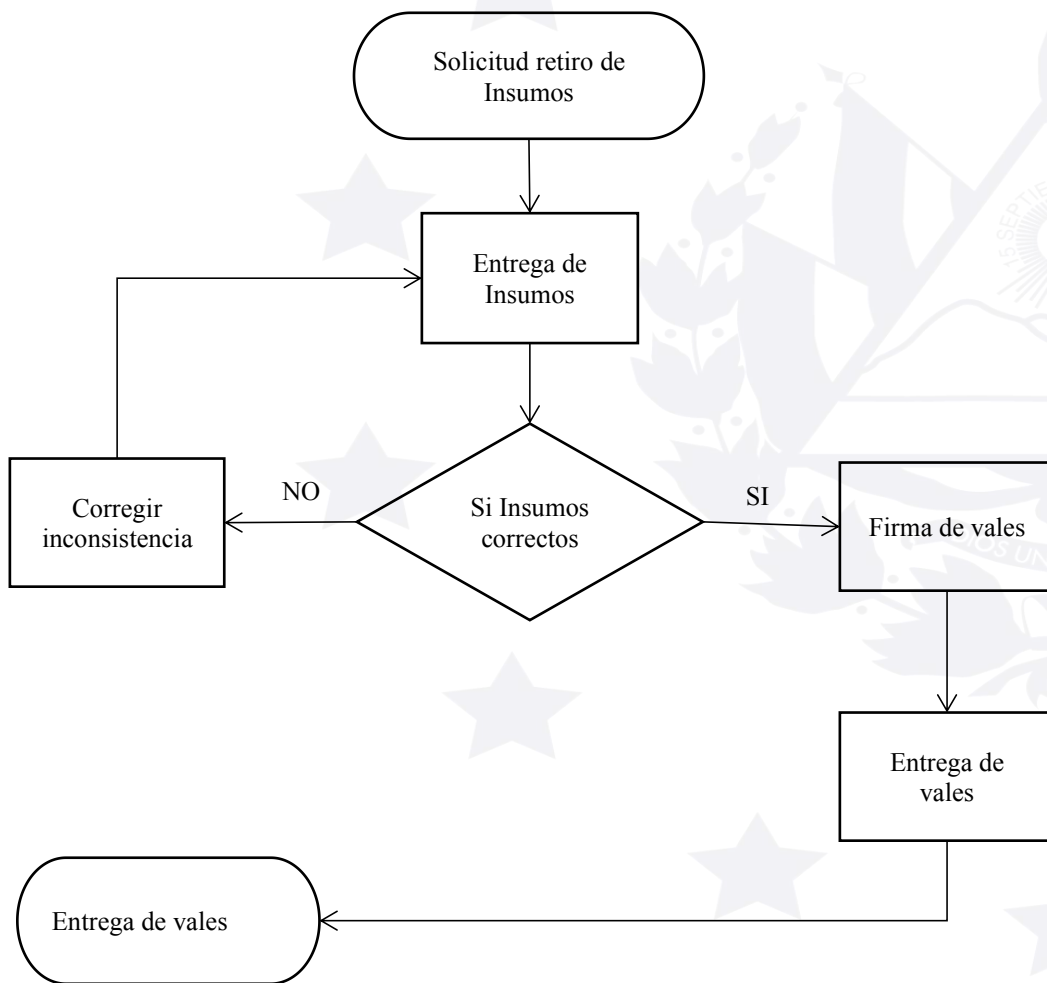 Solicitud retiro de
Insumos
Entrega de
Insumos
Corregir
inconsistencia
NO
Si Insumos
correctos
SI
Firma de vales
Entrega de
vales
Entrega de vales